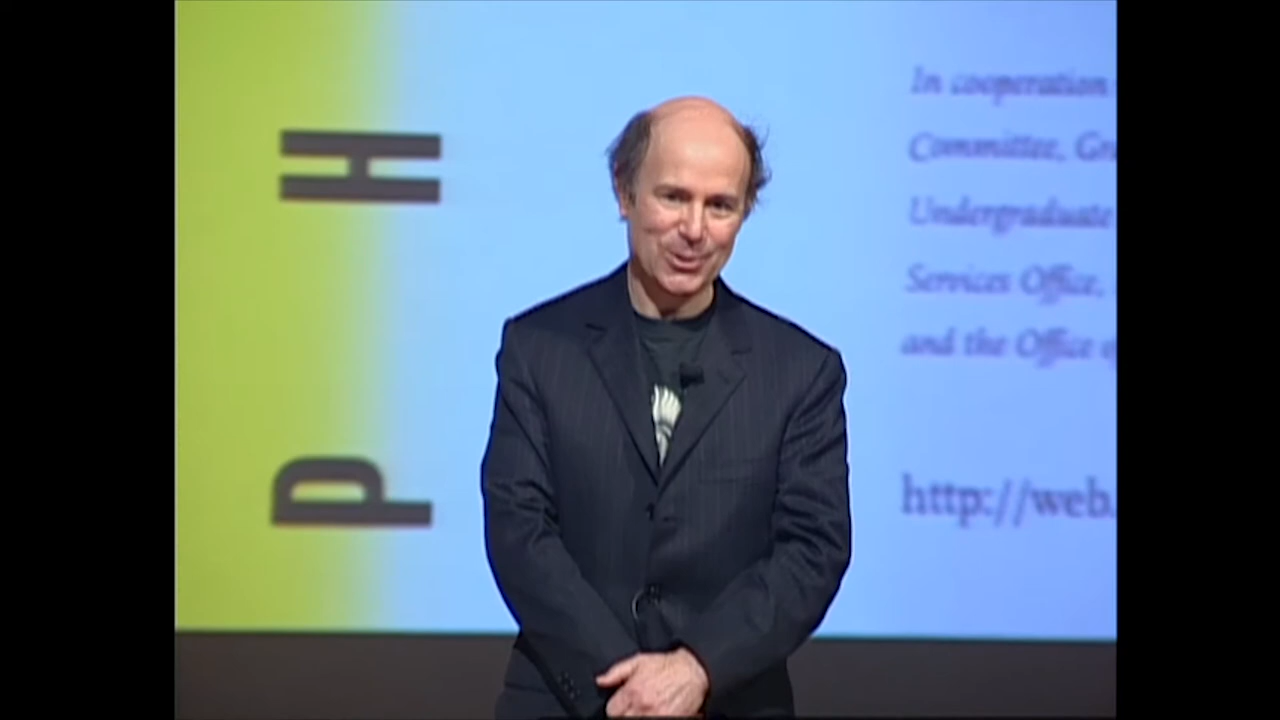 P H
In cooperation
Committee, Gr
Undergraduate
Services Office,
and the Office
http://web.